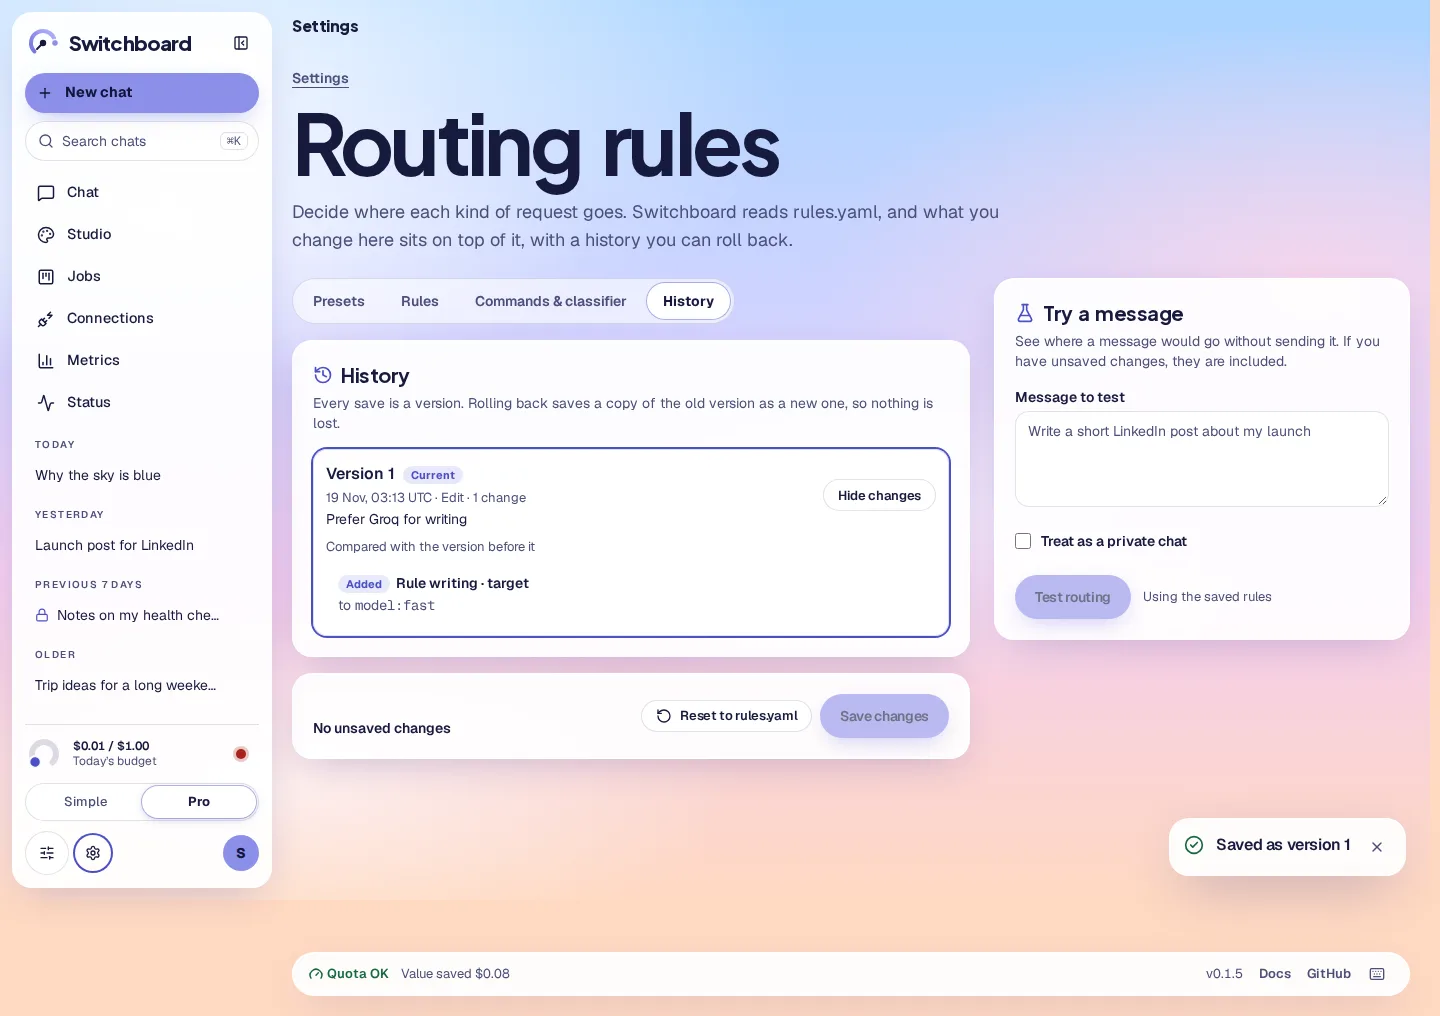 Switchboard
New chat
Search chats
⌘K
Chat
Studio
Jobs
Connections
Metrics
Status
TODAY
Why the sky is blue
YESTERDAY
Launch post for LinkedIn
PREVIOUS 7 DAYS
Notes on my health che...
OLDER
Trip ideas for a long weeke...
$0.01 / $1.00
Today's budget
Simple
Pro
S
Settings
Settings
Routing rules
Decide where each kind of request goes. Switchboard reads rules.yaml, and what you
change here sits on top of it, with a history you can roll back.
Presets
Rules
Commands & classifier
History
History
Every save is a version. Rolling back saves a copy of the old version as a new one, so nothing is
lost.
Version 1
Current
19 Nov, 03:13 UTC · Edit · 1 change
Prefer Groq for writing
Hide changes
Compared with the version before it
Added
Rule writing · target
to model:fast
No unsaved changes
Reset to rules.yaml
Save changes
Try a message
See where a message would go without sending it. If you
have unsaved changes, they are included.
Message to test
Write a short LinkedIn post about my launch
Treat as a private chat
Test routing
Using the saved rules
Saved as version 1
Quota OK
Value saved $0.08
v0.1.5
Docs
GitHub